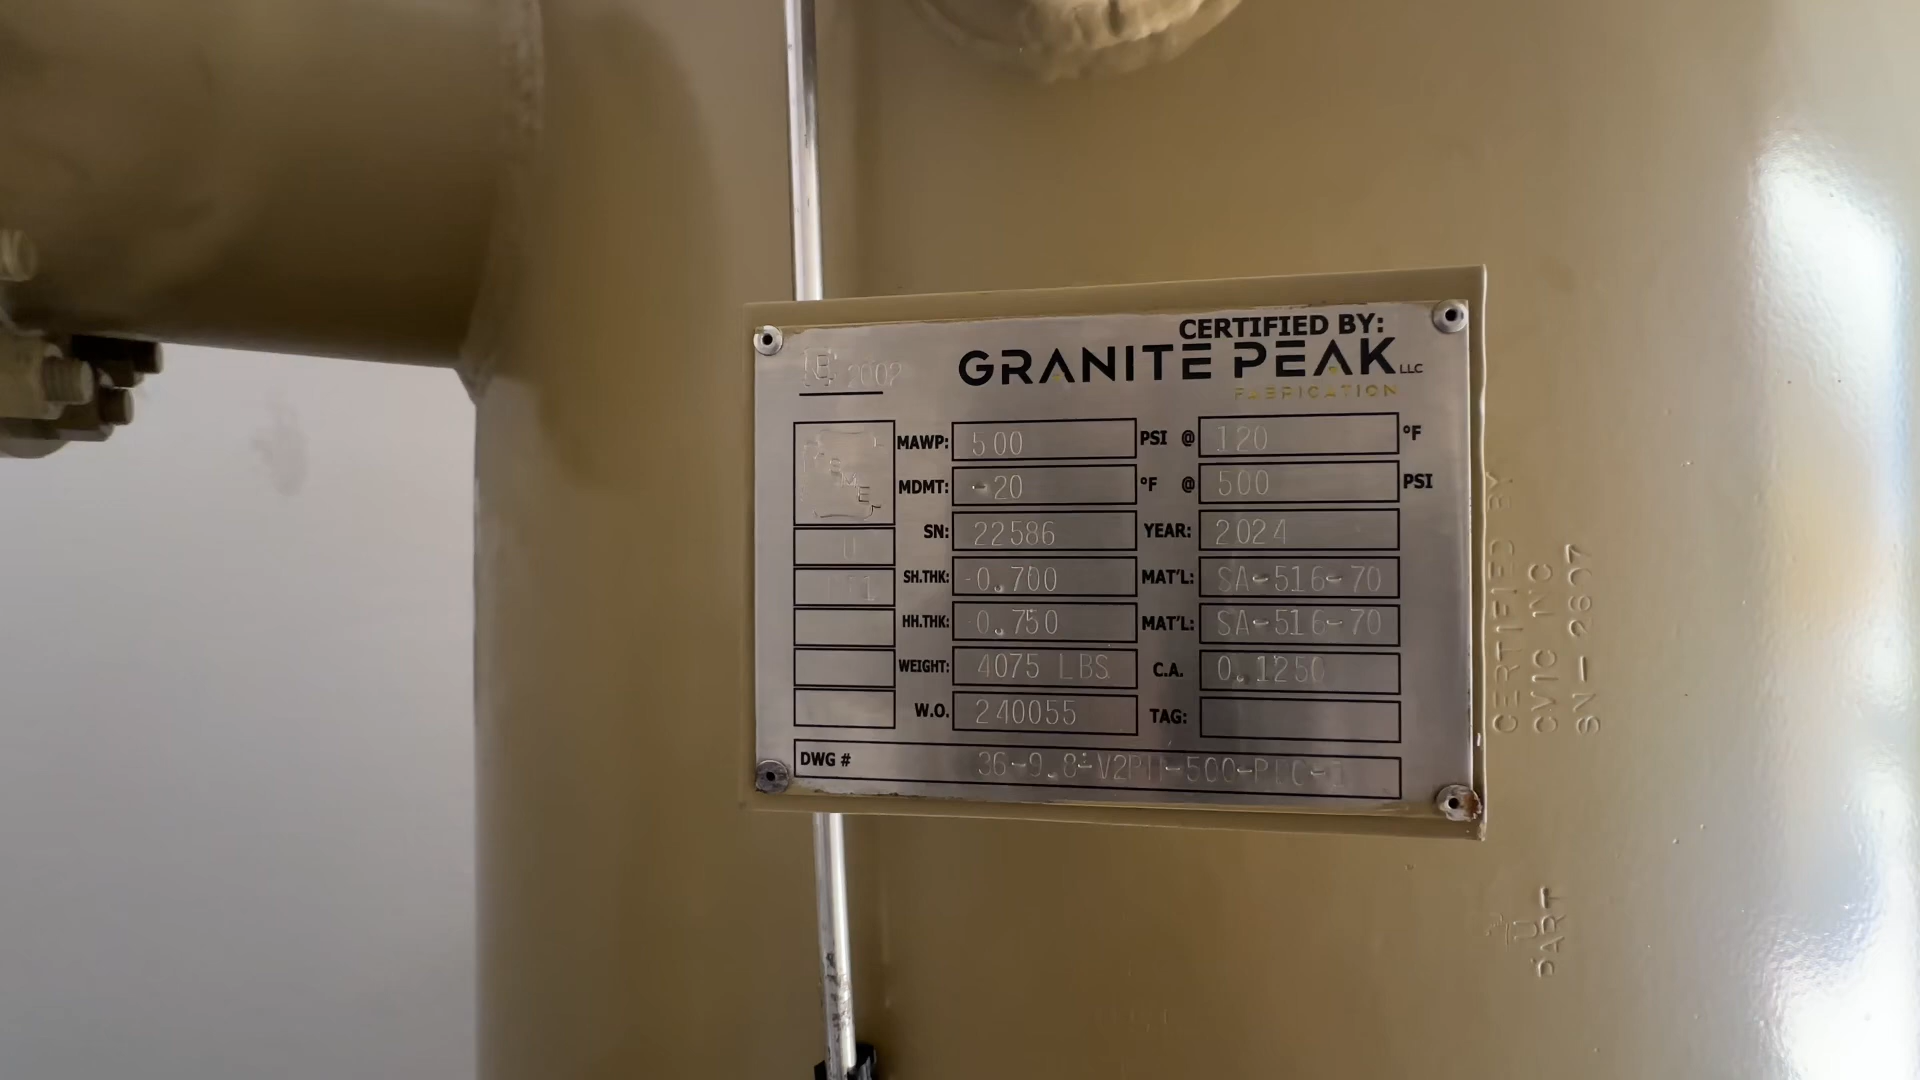 CERTIFIED BY:
GRANITE PEAK LLC
FABRICATION
2002
ASME
U
MAWP: 500 PSI @ 120 °F
MDMT: -20 °F @ 500 PSI
SN: 22586 YEAR: 2024
SH.THK: 0.700 MAT'L: SA-516-70
HH.THK: 0.750 MAT'L: SA-516-70
WEIGHT: 4075 LBS C.A. 0.1250
W.O. 240055 TAG:
DWG #
CERTIFIED BY
CVIC INC
SN-2607
U
PART